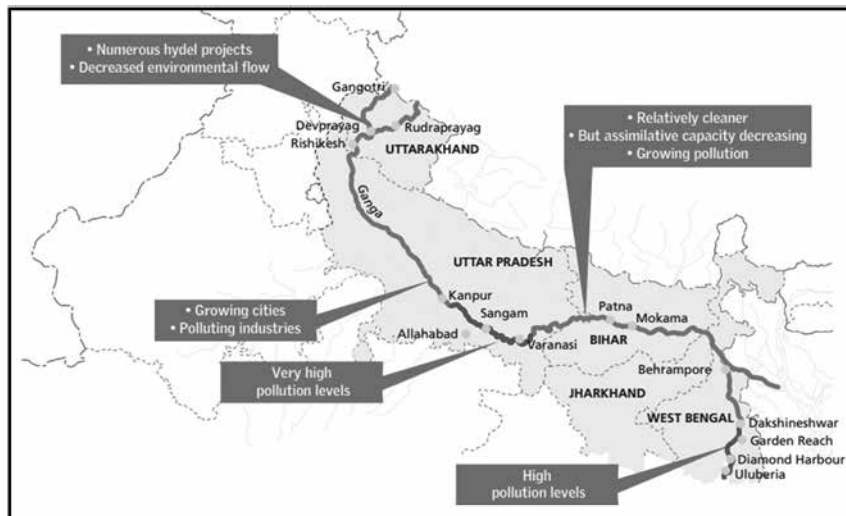 • Numerous hydel projects
• Decreased environmental flow
Gangotri
Devprayag
Rudraprayag
Rishikesh
UTTARAKHAND
• Relatively cleaner
• But assimilative capacity decreasing
• Growing pollution
Ganga
UTTAR PRADESH
• Growing cities
• Polluting industries
Kanpur
Sangam
Allahabad
Varanasi
Patna
Mokama
BIHAR
Very high
pollution levels
Behrampore
JHARKHAND
WEST BENGAL
Dakshineshwar
Garden Reach
Diamond Harbour
Uluberia
High
pollution levels